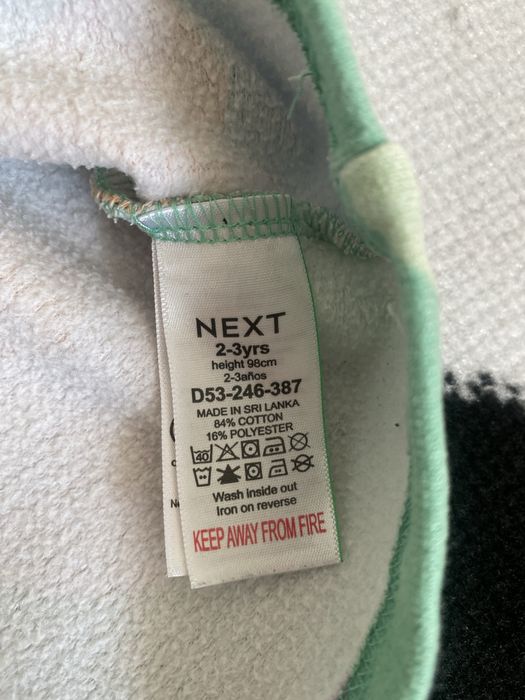 NEXT
2-3yrs
height 98cm
2-3años
D53-246-387
MADE IN SRI LANKA
84% COTTON
16% POLYESTER
40
Wash inside out
Iron on reverse
KEEP AWAY FROM FIRE